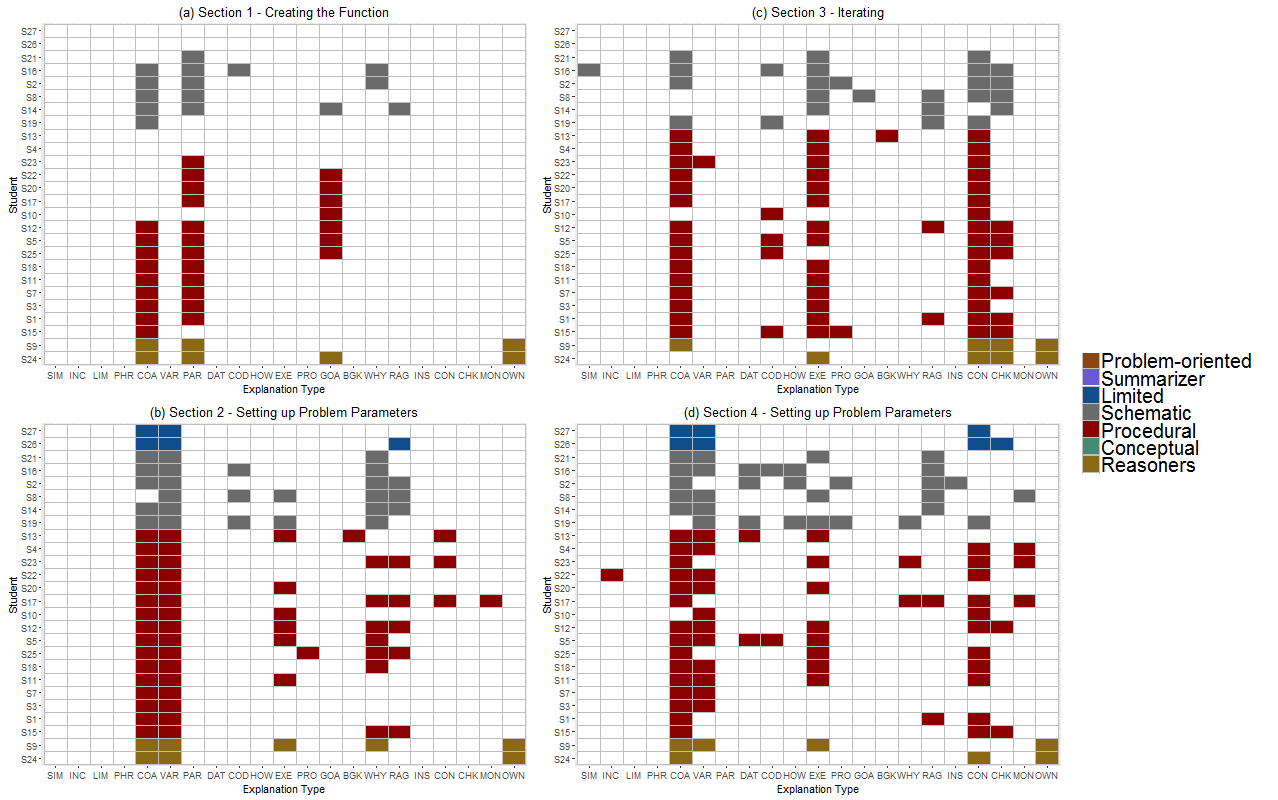 (a) Section 1 - Creating the Function
Student
S27
S26
S21
S16
S2
S8
S14
S19
S13
S4
S23
S22
S20
S17
S10
S12
S5
S25
S18
S11
S7
S3
S1
S15
S9
S24
SIM INC LIM PHR COA VAR PAR DAT COD HOW EXE PRO GOA BGK WHY RAG INS CON CHK MON OWN
Explanation Type
(b) Section 2 - Setting up Problem Parameters
Student
S27
S26
S21
S16
S2
S8
S14
S19
S13
S4
S23
S22
S20
S17
S10
S12
S5
S25
S18
S11
S7
S3
S1
S15
S9
S24
SIM INC LIM PHR COA VAR PAR DAT COD HOW EXE PRO GOA BGK WHY RAG INS CON CHK MON OWN
Explanation Type
(c) Section 3 - Iterating
Student
S27
S26
S21
S16
S2
S8
S14
S19
S13
S4
S23
S22
S20
S17
S10
S12
S5
S25
S18
S11
S7
S3
S1
S15
S9
S24
SIM INC LIM PHR COA VAR PAR DAT COD HOW EXE PRO GOA BGK WHY RAG INS CON CHK MON OWN
Explanation Type
(d) Section 4 - Setting up Problem Parameters
Student
S27
S26
S21
S16
S2
S8
S14
S19
S13
S4
S23
S22
S20
S17
S10
S12
S5
S25
S18
S11
S7
S3
S1
S15
S9
S24
SIM INC LIM PHR COA VAR PAR DAT COD HOW EXE PRO GOA BGK WHY RAG INS CON CHK MON OWN
Explanation Type
Problem-oriented
Summarizer
Limited
Schematic
Procedural
Conceptual
Reasoners